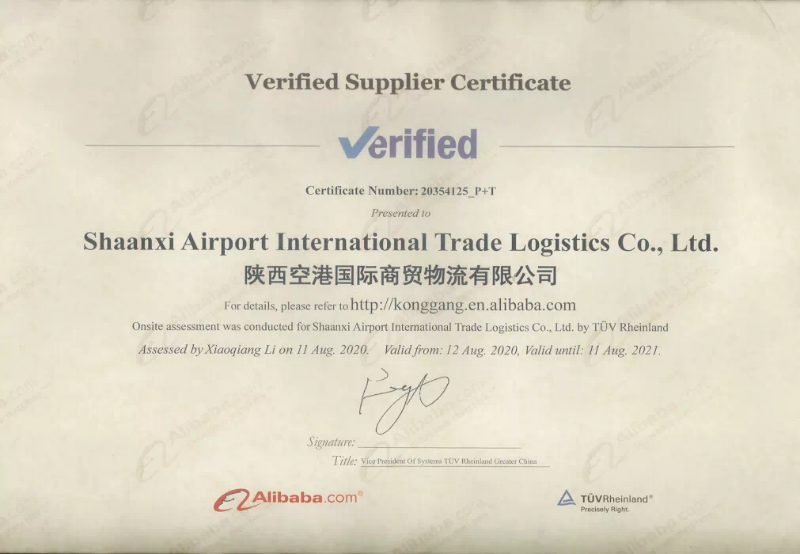 Verified Supplier Certificate
Verified
Certificate Number: 20354125_P+T
Presented to
Shaanxi Airport International Trade Logistics Co., Ltd.
陕西空港国际商贸物流有限公司
For details, please refer to http://konggang.en.alibaba.com
Onsite assessment was conducted for Shaanxi Airport International Trade Logistics Co., Ltd. by TÜV Rheinland
Assessed by Xiaoqiang Li on 11 Aug. 2020. Valid from: 12 Aug. 2020, Valid until: 11 Aug. 2021.
Signature:
Title: Vice President Of Systems TÜV Rheinland Greater China
Alibaba.com®
TÜVRheinland®
Precisely Right.